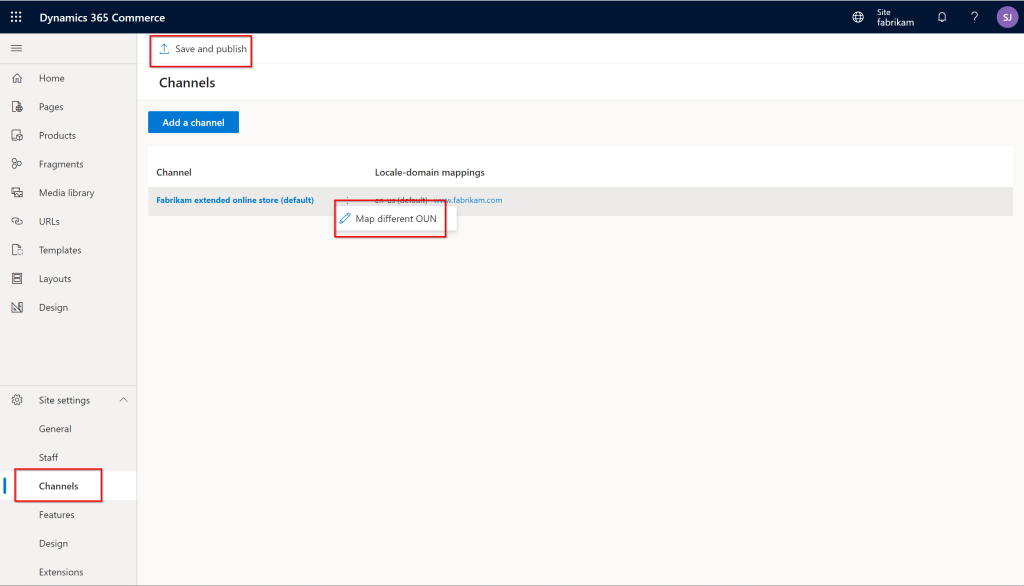 Dynamics 365 Commerce
Site
fabrikam
?
SJ
Save and publish
Channels
Add a channel
Channel Locale-domain mappings
Fabrikam extended online store (default) en-us (default) www.fabrikam.com
Map different OUN
Home
Pages
Products
Fragments
Media library
URLs
Templates
Layouts
Design
Site settings
General
Staff
Channels
Features
Design
Extensions